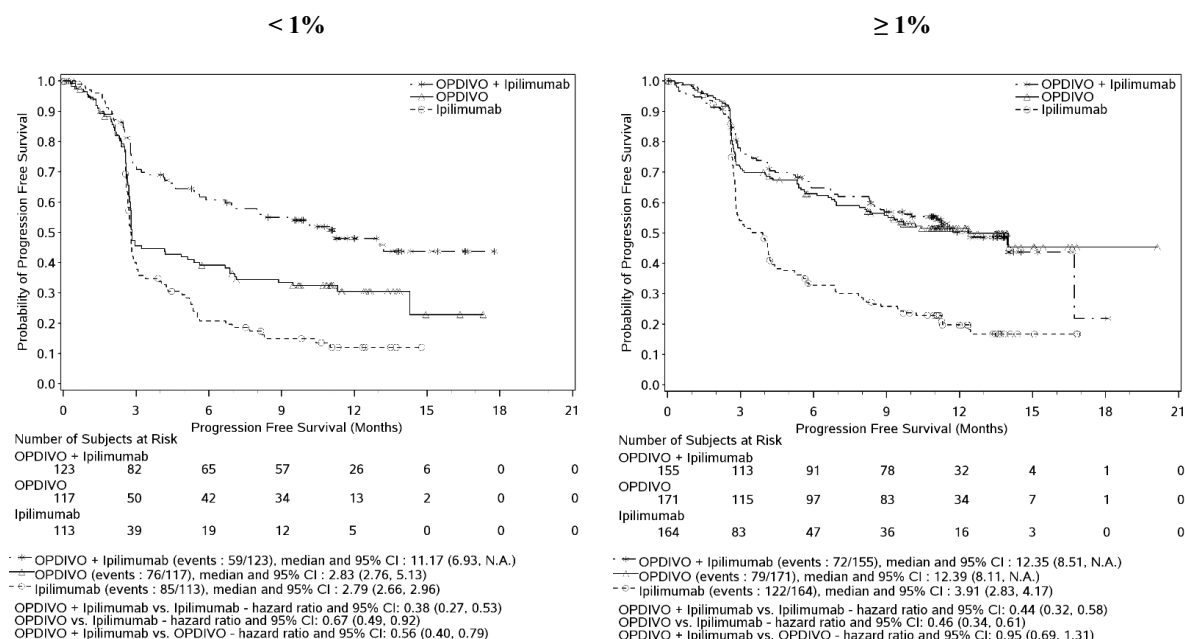 < 1%
≥ 1%
1.0
0.9
0.8
0.7
0.6
0.5
0.4
0.3
0.2
0.1
0.0
Probability of Progression Free Survival
OPDIVO + Ipilimumab
OPDIVO
Ipilimumab
0 3 6 9 12 15 18 21
Progression Free Survival (Months)
Number of Subjects at Risk
OPDIVO + Ipilimumab
123 82 65 57 26 6 0 0
OPDIVO
117 50 42 34 13 2 0 0
Ipilimumab
113 39 19 12 5 0 0 0
OPDIVO + Ipilimumab (events : 59/123), median and 95% CI : 11.17 (6.93, N.A.)
OPDIVO (events : 76/117), median and 95% CI : 2.83 (2.76, 5.13)
Ipilimumab (events : 85/113), median and 95% CI : 2.79 (2.66, 2.96)
OPDIVO + Ipilimumab vs. Ipilimumab - hazard ratio and 95% CI: 0.38 (0.27, 0.53)
OPDIVO vs. Ipilimumab - hazard ratio and 95% CI: 0.67 (0.49, 0.92)
OPDIVO + Ipilimumab vs. OPDIVO - hazard ratio and 95% CI: 0.56 (0.40, 0.79)
1.0
0.9
0.8
0.7
0.6
0.5
0.4
0.3
0.2
0.1
0.0
Probability of Progression Free Survival
OPDIVO + Ipilimumab
OPDIVO
Ipilimumab
0 3 6 9 12 15 18 21
Progression Free Survival (Months)
Number of Subjects at Risk
OPDIVO + Ipilimumab
155 113 91 78 32 4 1 0
OPDIVO
171 115 97 83 34 7 1 0
Ipilimumab
164 83 47 36 16 3 0 0
OPDIVO + Ipilimumab (events : 72/155), median and 95% CI : 12.35 (8.51, N.A.)
OPDIVO (events : 79/171), median and 95% CI : 12.39 (8.11, N.A.)
Ipilimumab (events : 122/164), median and 95% CI : 3.91 (2.83, 4.17)
OPDIVO + Ipilimumab vs. Ipilimumab - hazard ratio and 95% CI: 0.44 (0.32, 0.58)
OPDIVO vs. Ipilimumab - hazard ratio and 95% CI: 0.46 (0.34, 0.61)
OPDIVO + Ipilimumab vs. OPDIVO - hazard ratio and 95% CI: 0.95 (0.69, 1.31)